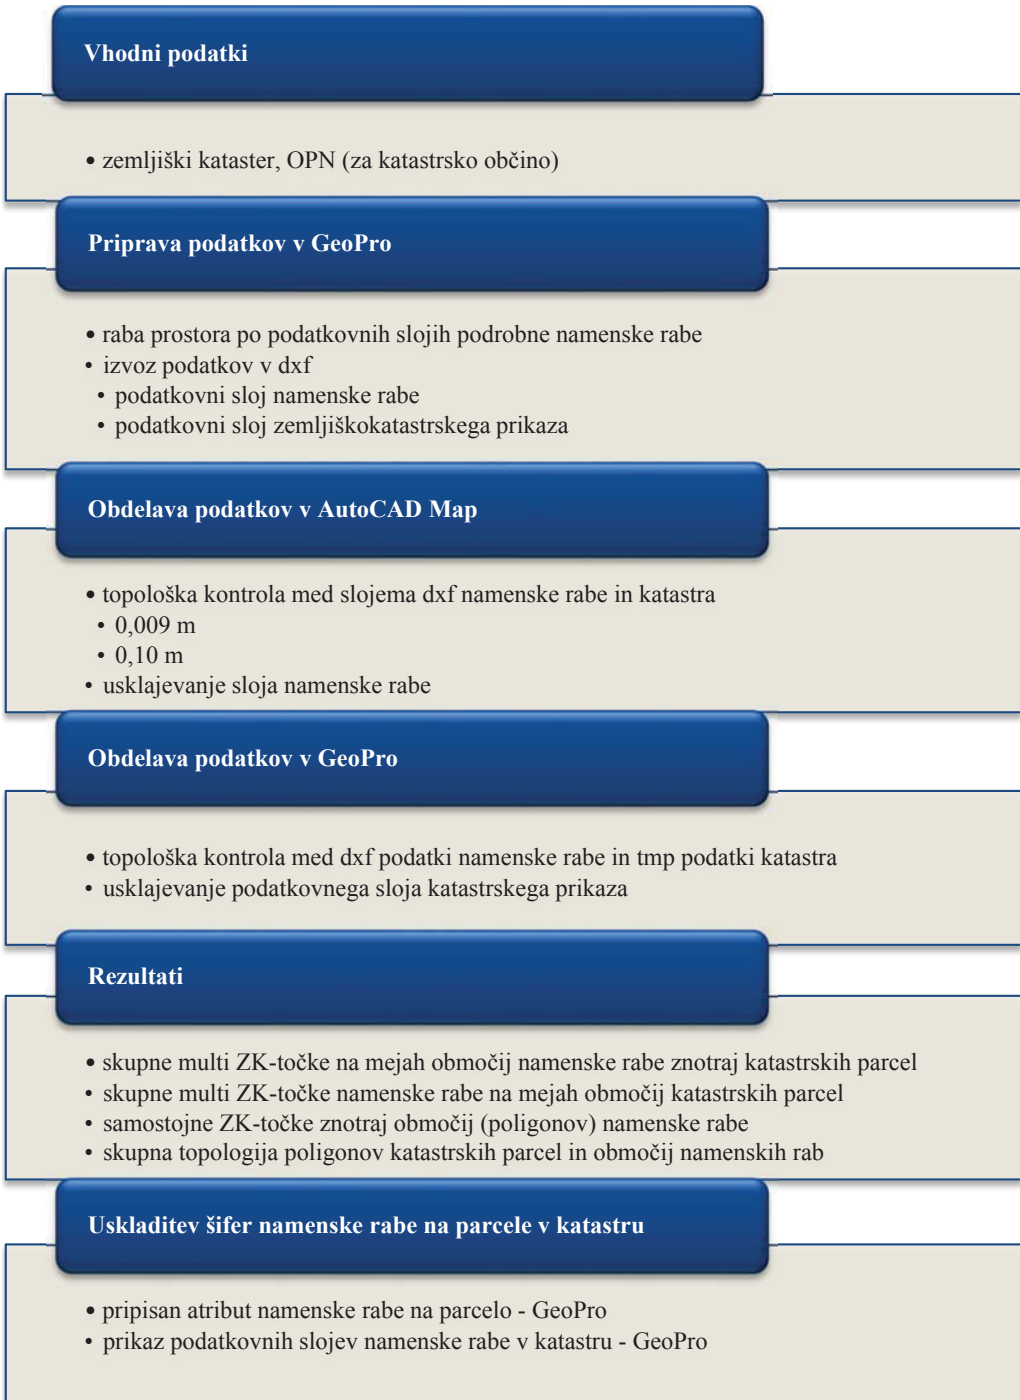 Vhodni podatki
• zemljiški kataster, OPN (za katastrsko občino)
Priprava podatkov v GeoPro
• raba prostora po podatkovnih slojih podrobne namenske rabe
• izvoz podatkov v dxf
• podatkovni sloj namenske rabe
• podatkovni sloj zemljiškokatastrskega prikaza
Obdelava podatkov v AutoCAD Map
• topološka kontrola med slojema dxf namenske rabe in katastra
• 0,009 m
• 0,10 m
• usklajevanje sloja namenske rabe
Obdelava podatkov v GeoPro
• topološka kontrola med dxf podatki namenske rabe in tmp podatki katastra
• usklajevanje podatkovnega sloja katastrskega prikaza
Rezultati
• skupne multi ZK-točke na mejah območij namenske rabe znotraj katastrskih parcel
• skupne multi ZK-točke namenske rabe na mejah območij katastrskih parcel
• samostojne ZK-točke znotraj območij (poligonov) namenske rabe
• skupna topologija poligonov katastrskih parcel in območij namenskih rab
Uskladitev šifer namenske rabe na parcele v katastru
• pripisan atribut namenske rabe na parcelo - GeoPro
• prikaz podatkovnih slojev namenske rabe v katastru - GeoPro